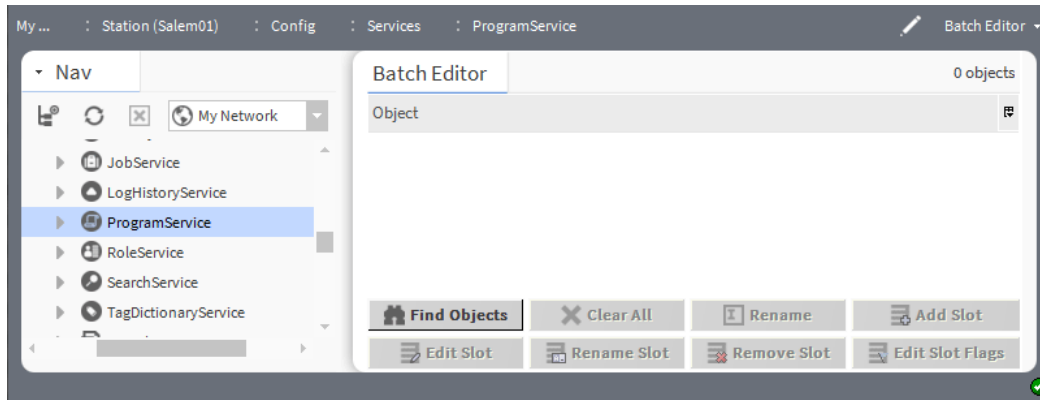 My ... : Station (Salem01) : Config : Services : ProgramService Batch Editor
Nav
My Network
JobService
LogHistoryService
ProgramService
RoleService
SearchService
TagDictionaryService
Batch Editor 0 objects
Object
Find Objects Clear All Rename Add Slot
Edit Slot Rename Slot Remove Slot Edit Slot Flags